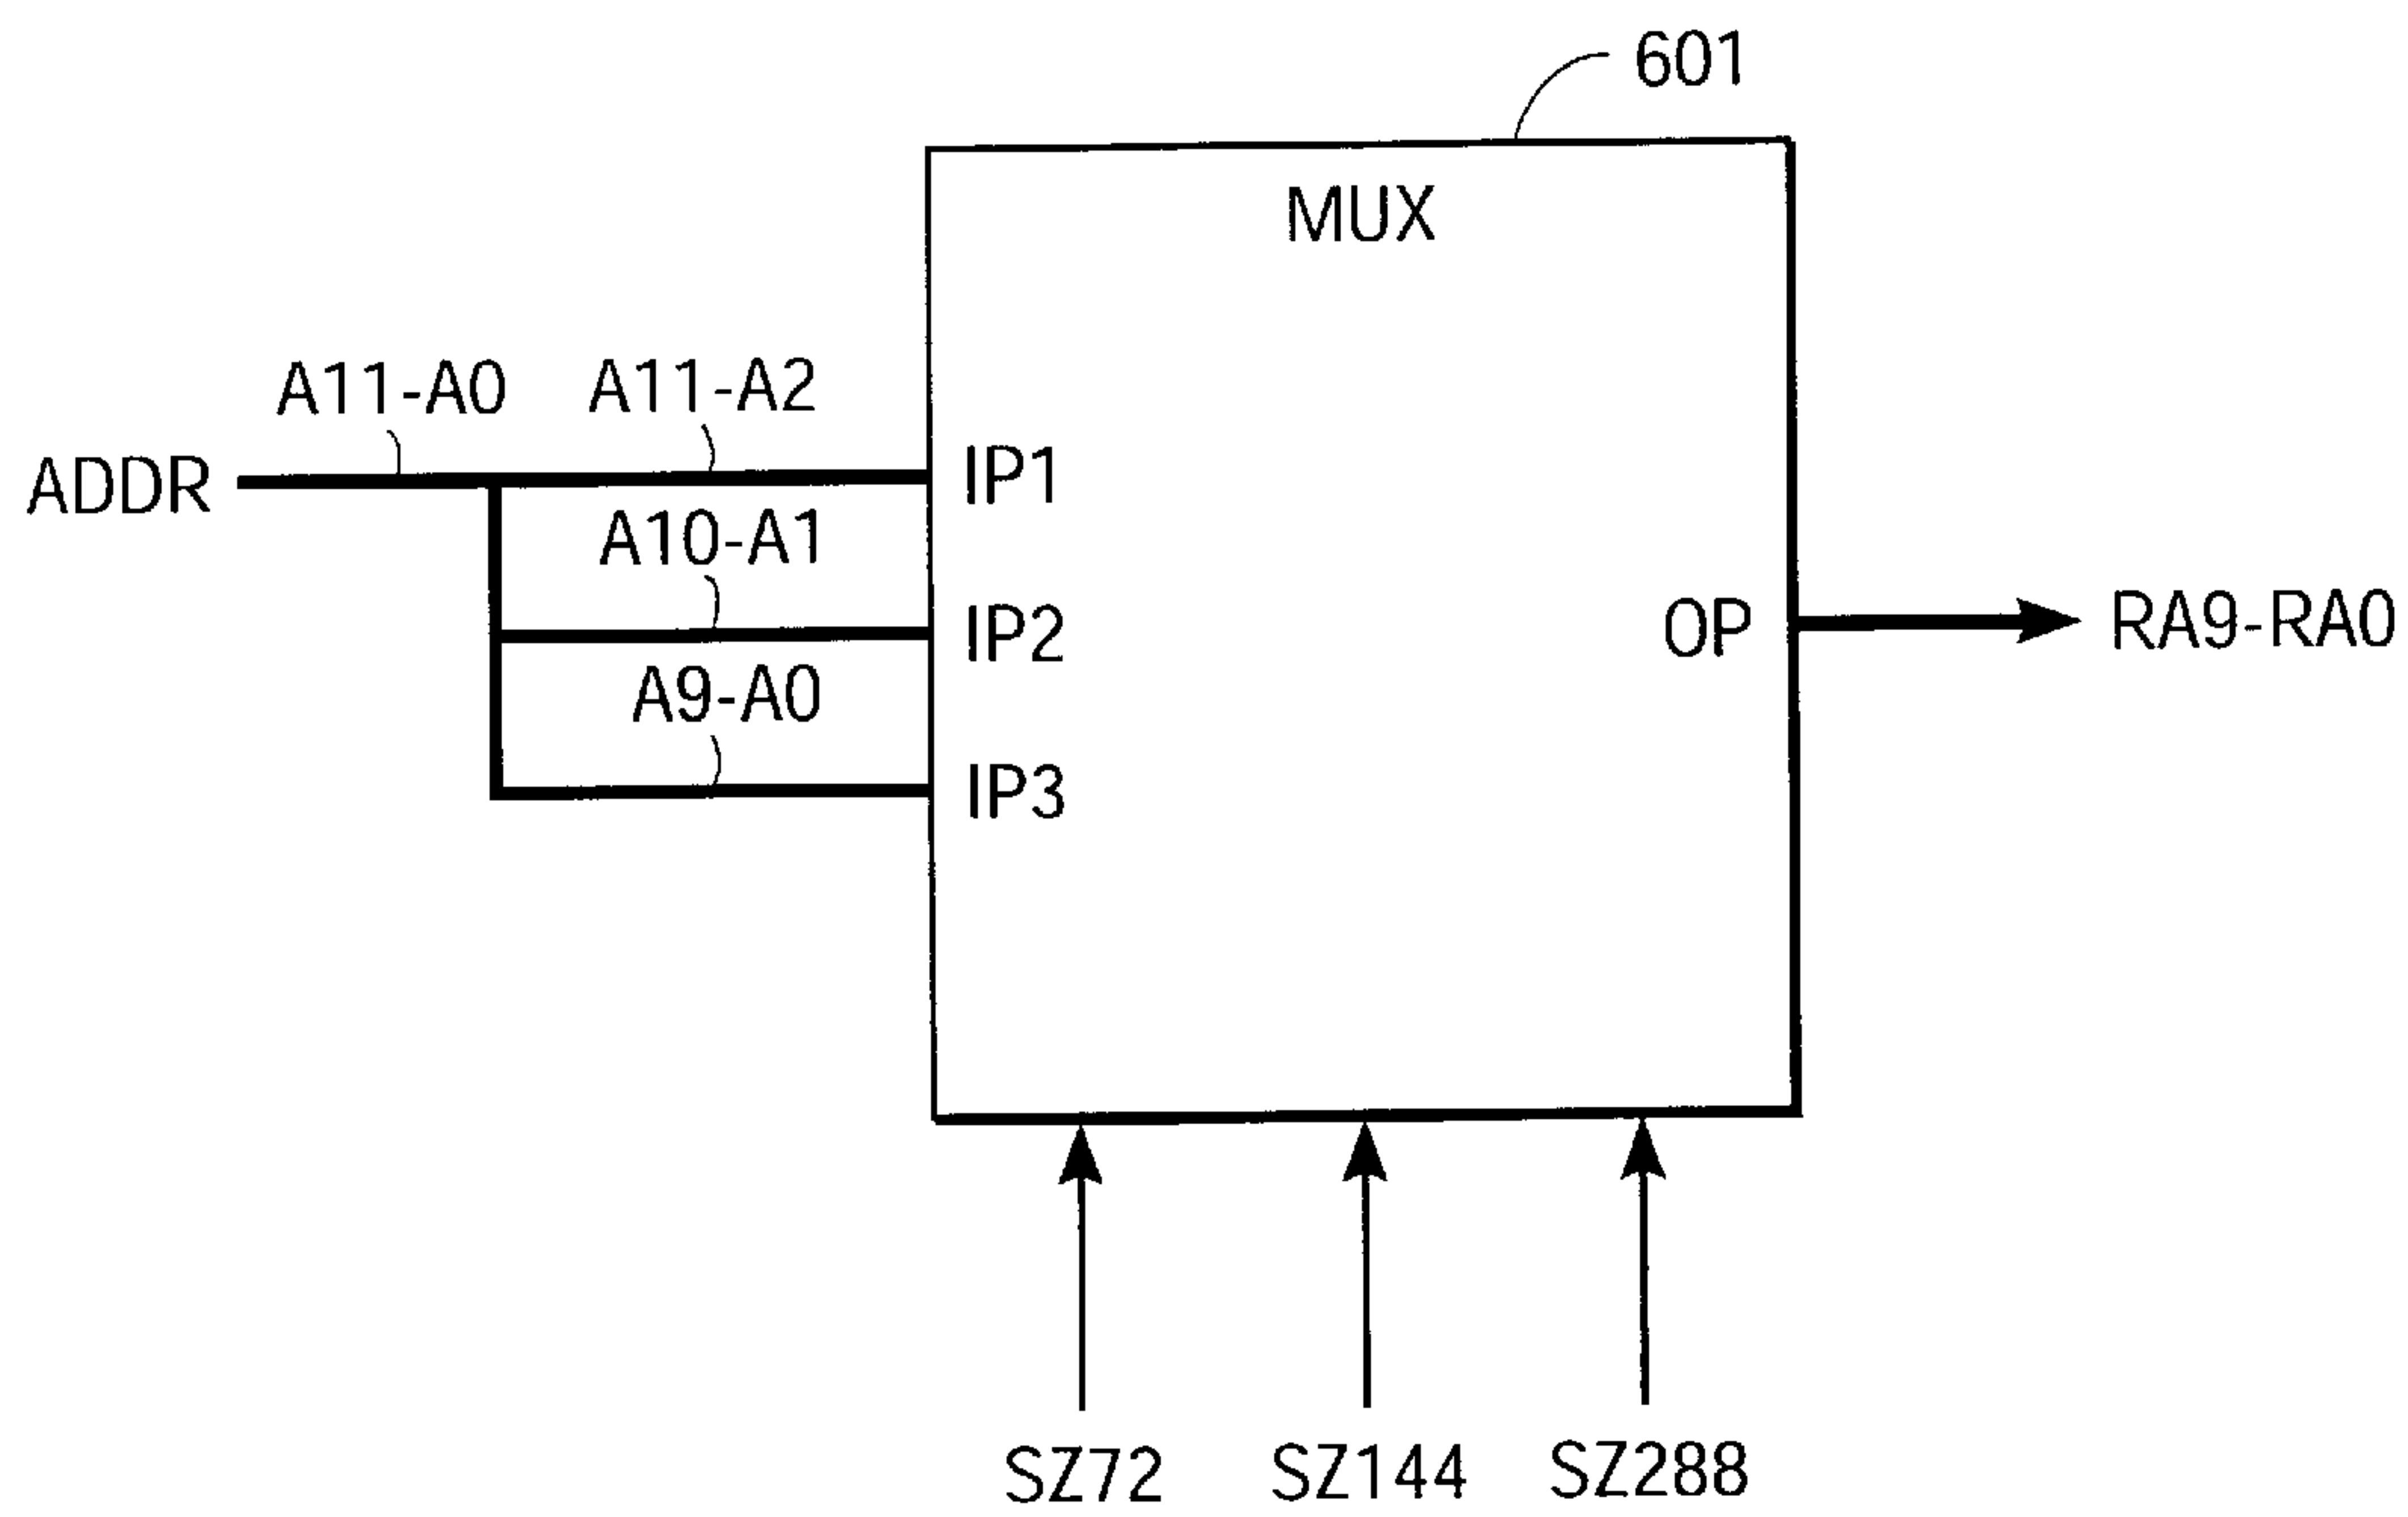 601
MUX
A11-A0
A11-A2
ADDR
IP1
A10-A1
IP2
OP
RA9-RA0
A9-A0
IP3
SZ72
SZ144
SZ288